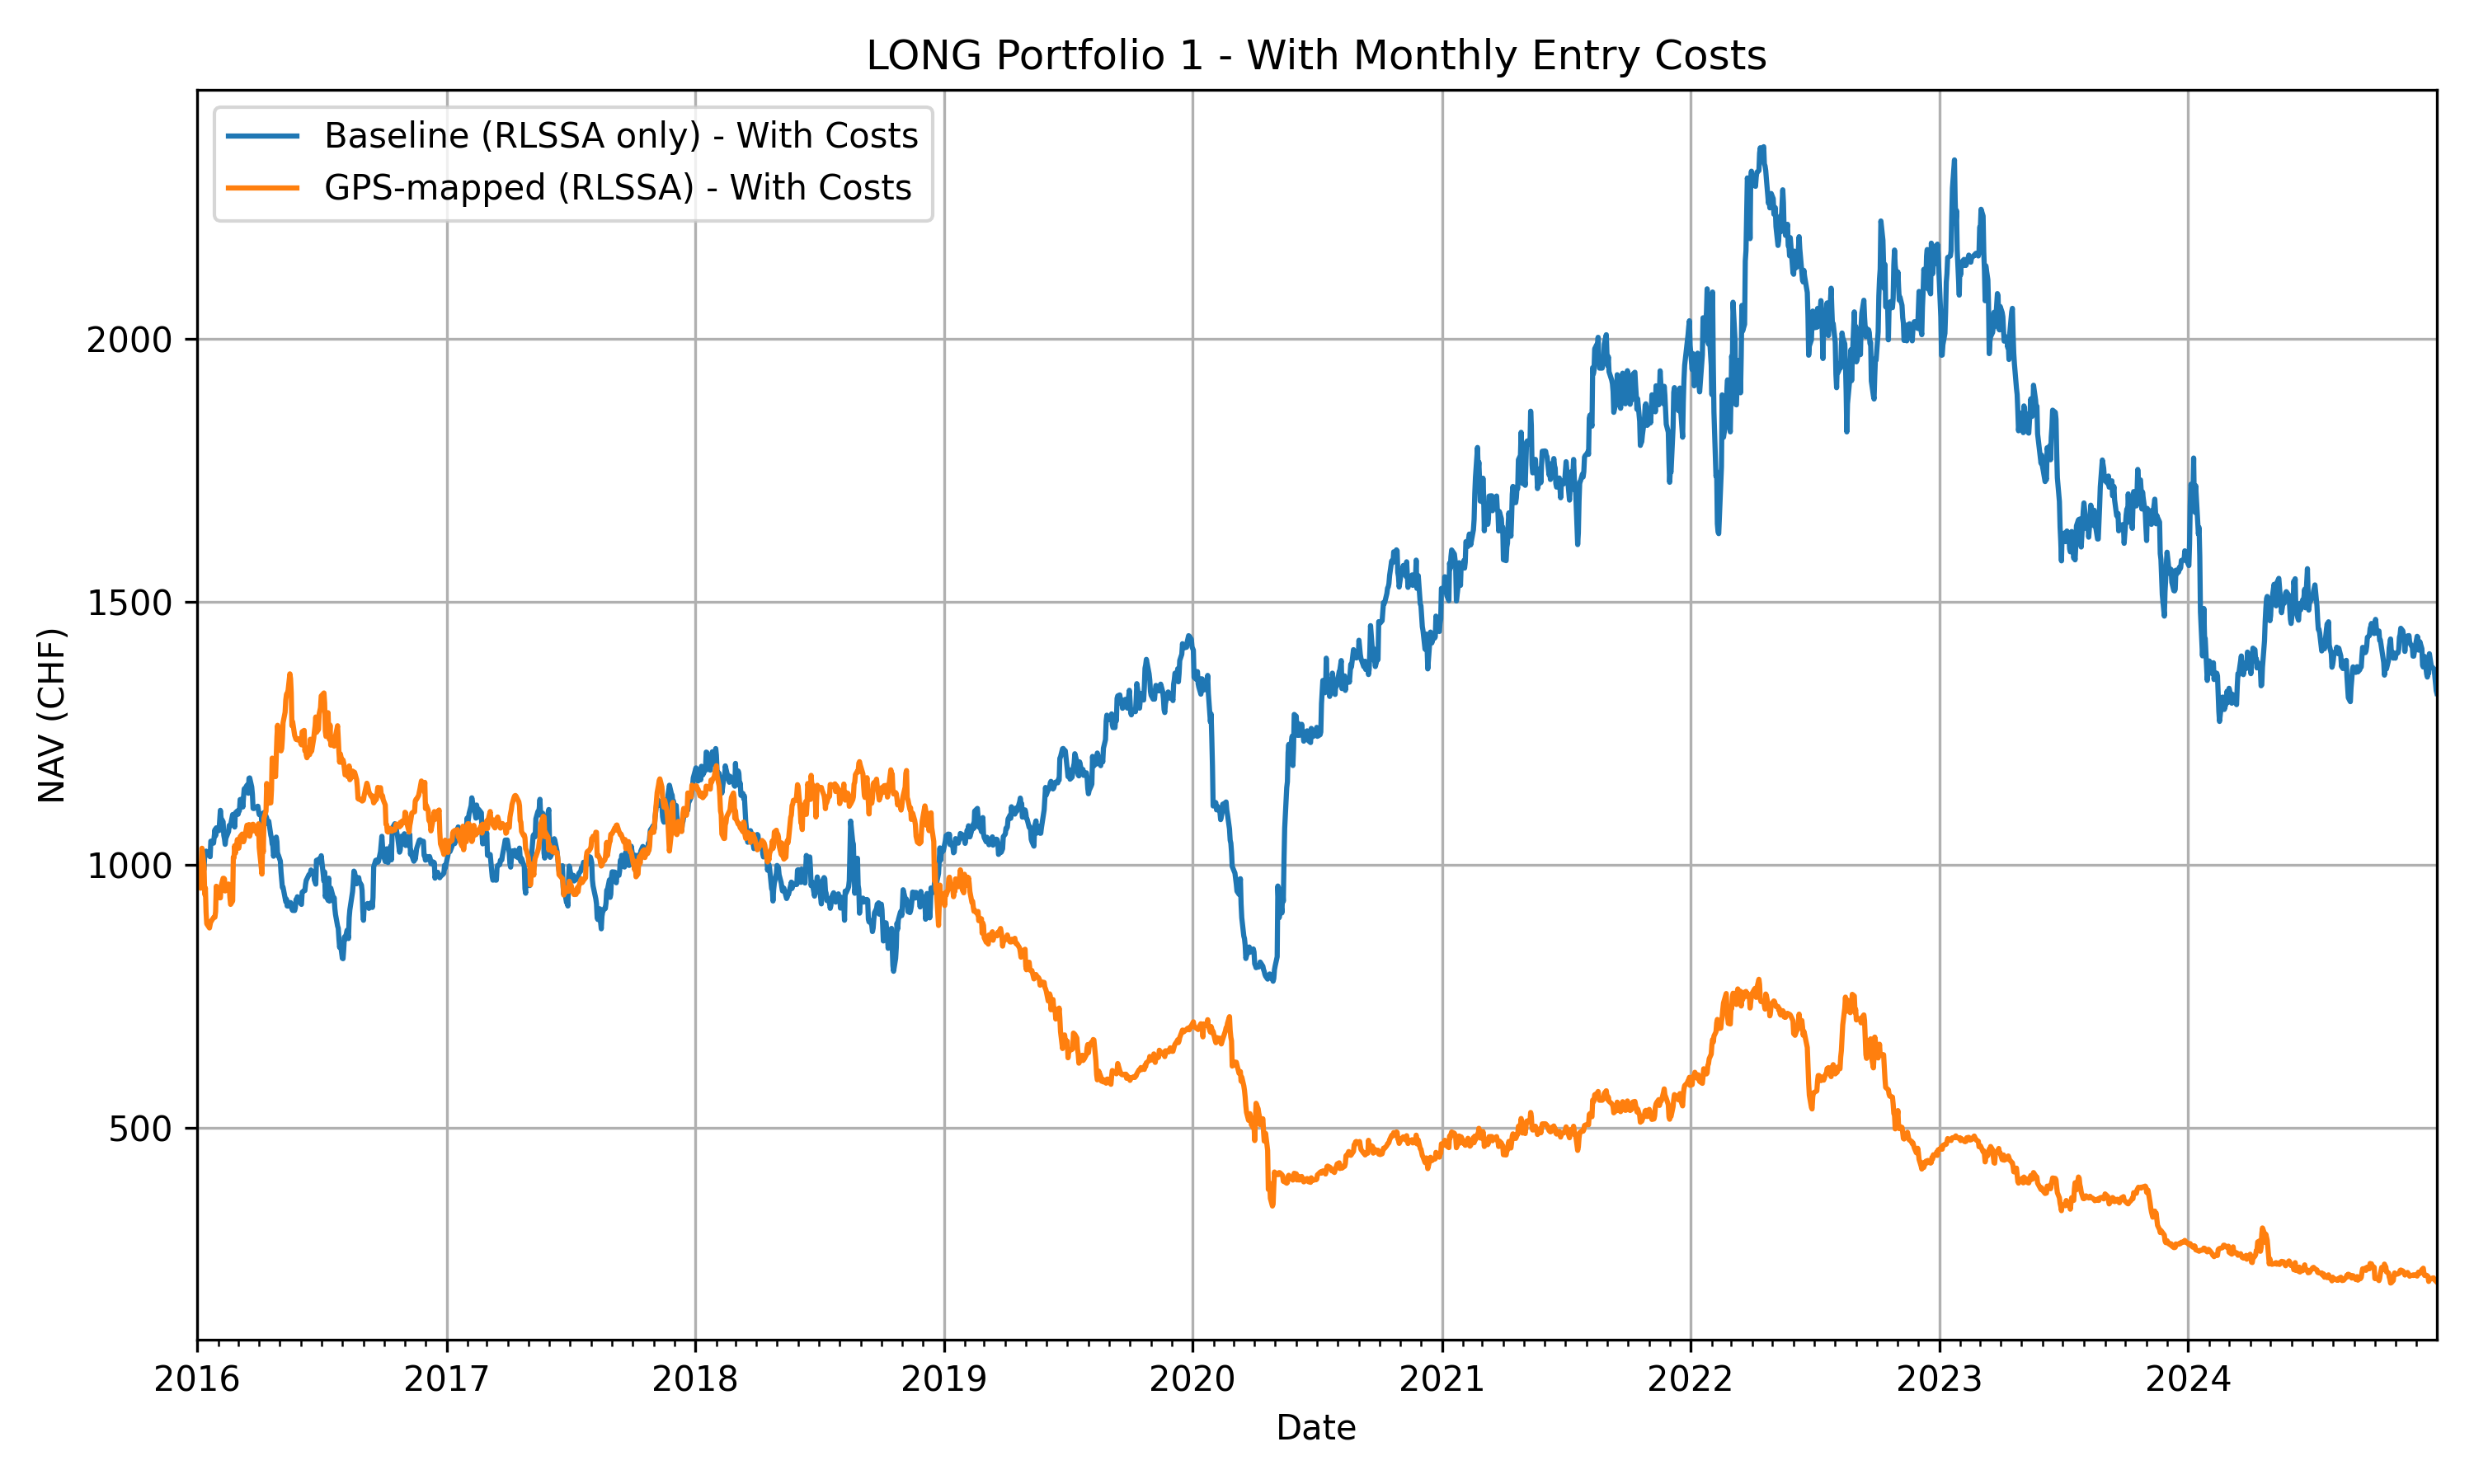 LONG Portfolio 1 - With Monthly Entry Costs
Baseline (RLSSA only) - With Costs
GPS-mapped (RLSSA) - With Costs
NAV (CHF)
2000
1500
1000
500
2016 2017 2018 2019 2020 2021 2022 2023 2024
Date